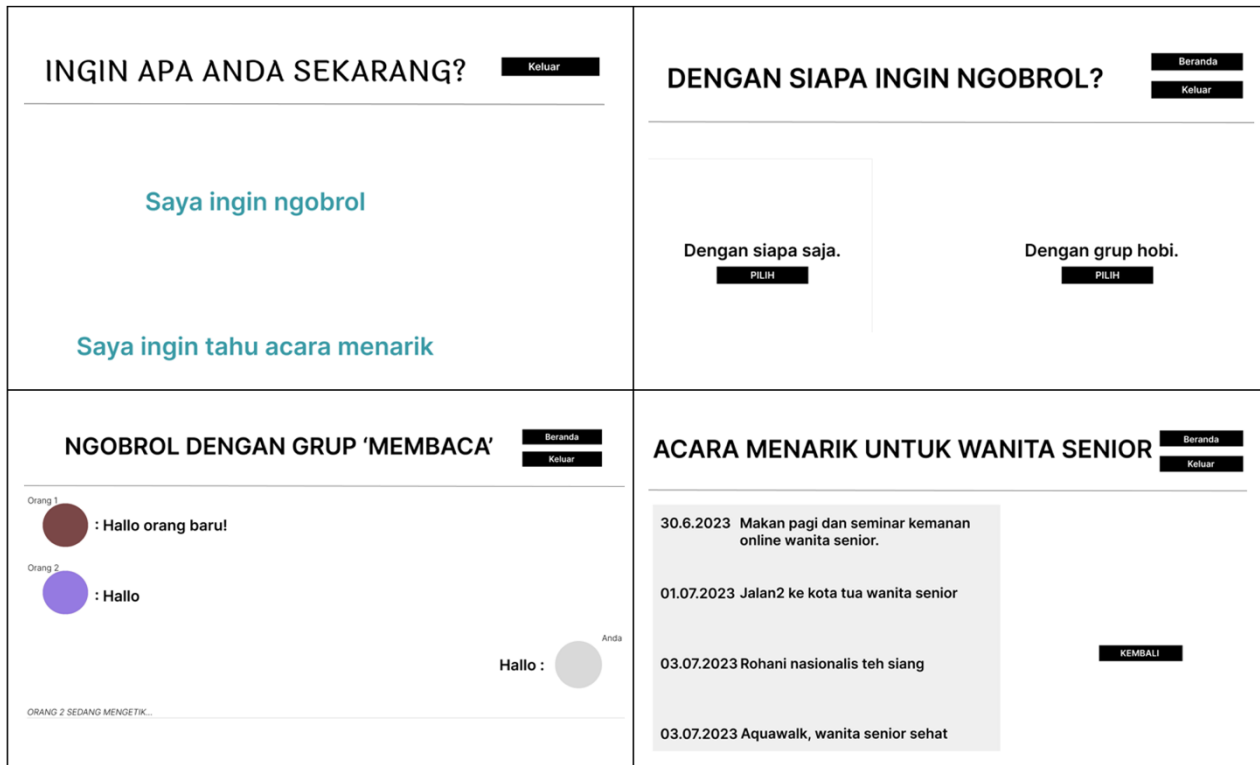 INGIN APA ANDA SEKARANG?
Keluar
Saya ingin ngobrol
Saya ingin tahu acara menarik
DENGAN SIAPA INGIN NGOBROL?
Beranda
Keluar
Dengan siapa saja.
PILIH
Dengan grup hobi.
PILIH
NGOBROL DENGAN GRUP ‘MEMBACA’
Beranda
Keluar
Orang 1
: Hallo orang baru!
Orang 2
: Hallo
Anda
Hallo :
ORANG 2 SEDANG MENGETIK...
ACARA MENARIK UNTUK WANITA SENIOR
Beranda
Keluar
30.6.2023 Makan pagi dan seminar kemanan
online wanita senior.
01.07.2023 Jalan2 ke kota tua wanita senior
03.07.2023 Rohani nasionalis teh siang
03.07.2023 Aquawalk, wanita senior sehat
KEMBALI